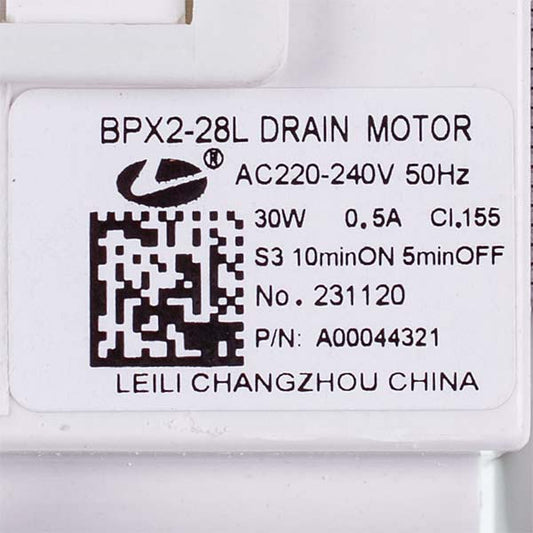 BPX2-28L DRAIN MOTOR
® AC220-240V 50Hz
30W 0.5A Cl.155
S3 10minON 5minOFF
No. 231120
P/N: A00044321
LEILI CHANGZHOU CHINA